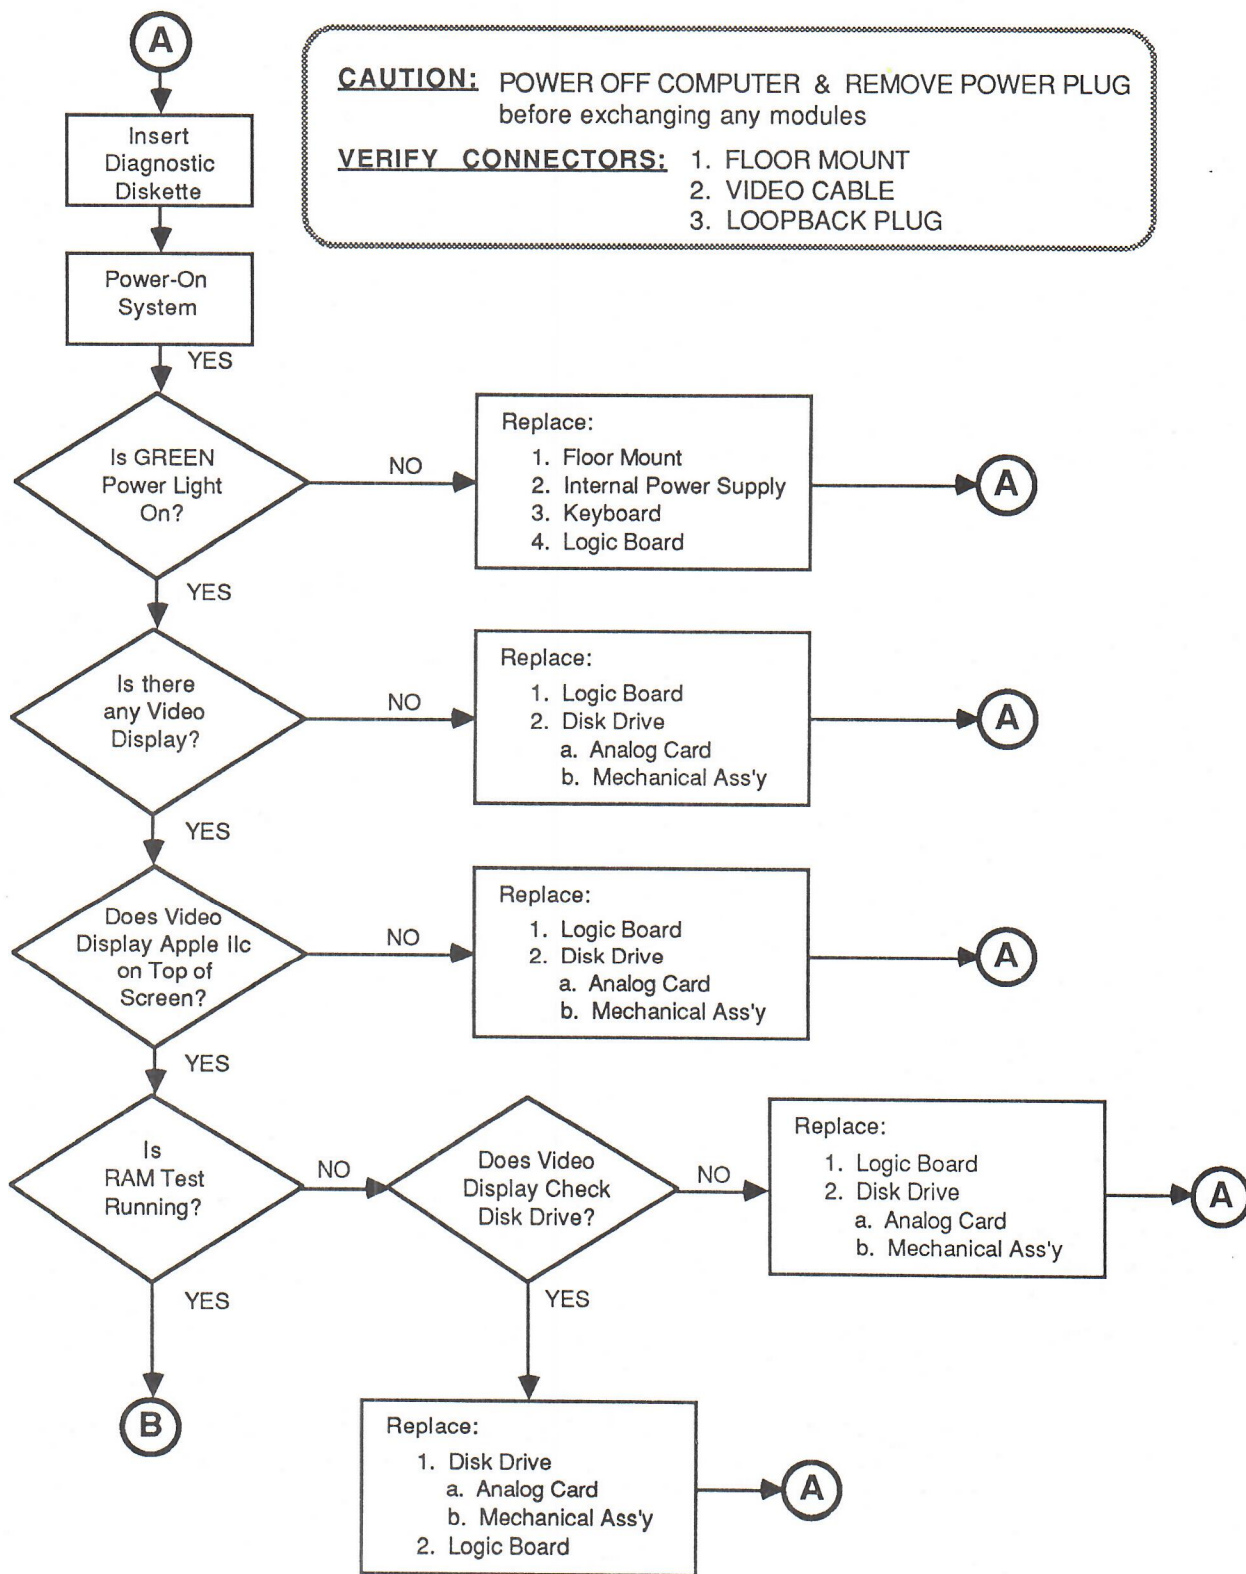 A
CAUTION: POWER OFF COMPUTER & REMOVE POWER PLUG
before exchanging any modules
VERIFY CONNECTORS: 1. FLOOR MOUNT
2. VIDEO CABLE
3. LOOPBACK PLUG
Insert
Diagnostic
Diskette
Power-On
System
YES
Is GREEN
Power Light
On?
NO
Replace:
1. Floor Mount
2. Internal Power Supply
3. Keyboard
4. Logic Board
A
YES
Is there
any Video
Display?
NO
Replace:
1. Logic Board
2. Disk Drive
a. Analog Card
b. Mechanical Ass'y
A
YES
Does Video
Display Apple IIc
on Top of
Screen?
NO
Replace:
1. Logic Board
2. Disk Drive
a. Analog Card
b. Mechanical Ass'y
A
YES
Is
RAM Test
Running?
NO
Does Video
Display Check
Disk Drive?
NO
Replace:
1. Logic Board
2. Disk Drive
a. Analog Card
b. Mechanical Ass'y
A
YES
B
YES
Replace:
1. Disk Drive
a. Analog Card
b. Mechanical Ass'y
2. Logic Board
A